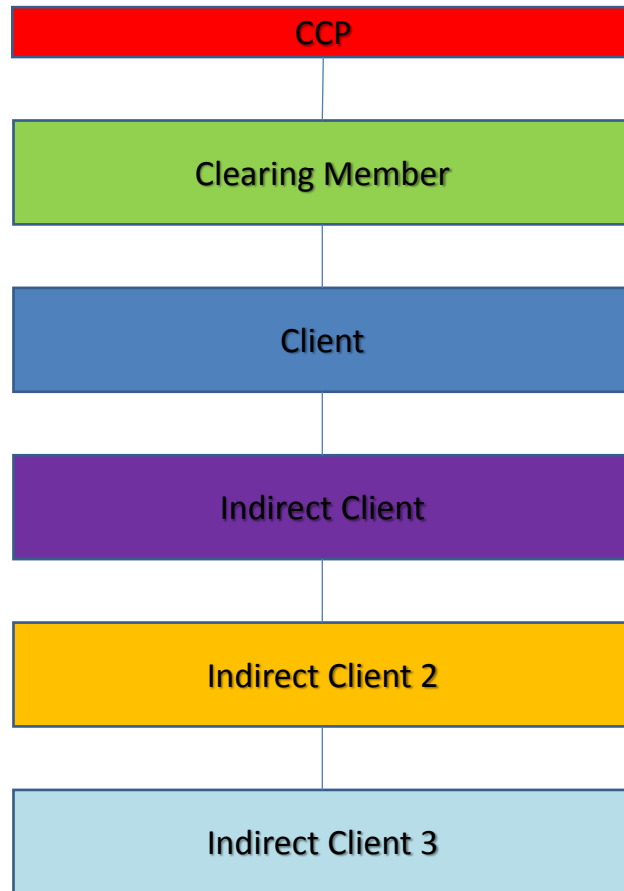 CCP
Clearing Member
Client
Indirect Client
Indirect Client 2
Indirect Client 3